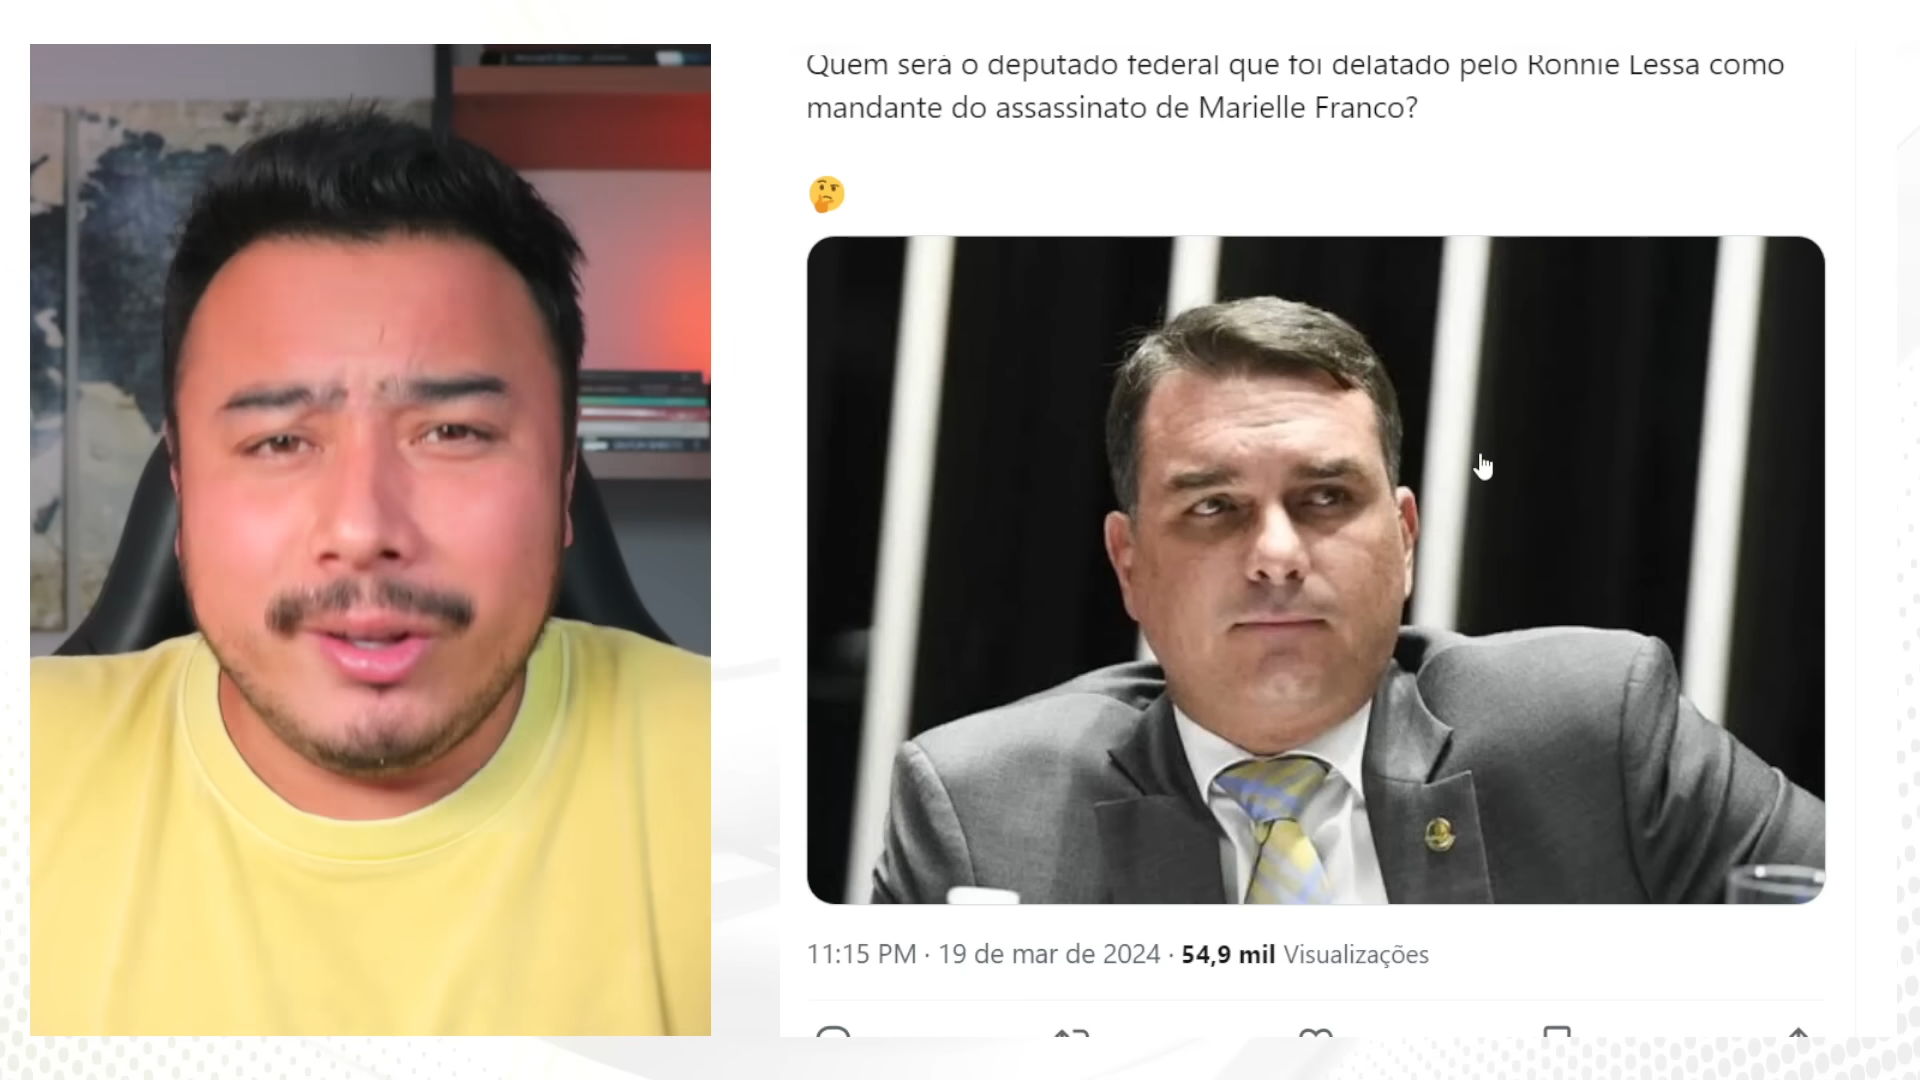 Quem será o deputado federal que foi delatado pelo Ronnie Lessa como
mandante do assassinato de Marielle Franco?
11:15 PM · 19 de mar de 2024 · 54,9 mil Visualizações